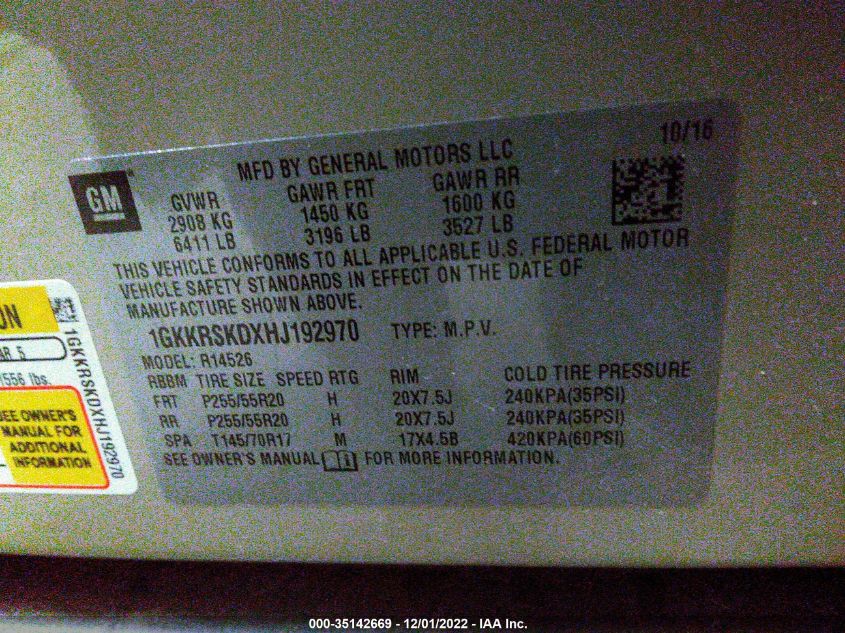 10/16
MFD BY GENERAL MOTORS LLC
GM
GVWR GAWR FRT GAWR RR
2908 KG 1450 KG 1600 KG
6411 LB 3196 LB 3527 LB
THIS VEHICLE CONFORMS TO ALL APPLICABLE U.S. FEDERAL MOTOR
VEHICLE SAFETY STANDARDS IN EFFECT ON THE DATE OF
MANUFACTURE SHOWN ABOVE.
1GKKRSKDXHJ192970 TYPE: M.P.V.
MODEL: R14526
RBBM TIRE SIZE SPEED RTG RIM COLD TIRE PRESSURE
FRT P255/55R20 H 20X7.5J 240KPA(35PSI)
RR P255/55R20 H 20X7.5J 240KPA(35PSI)
SPA T145/70R17 M 17X4.5B 420KPA(60PSI)
SEE OWNER'S MANUAL FOR MORE INFORMATION.
ON
AR 5
556 lbs.
SEE OWNER'S
MANUAL FOR
ADDITIONAL
INFORMATION
1GKKRSKDXHJ192970
000-35142669 - 12/01/2022 - IAA Inc.